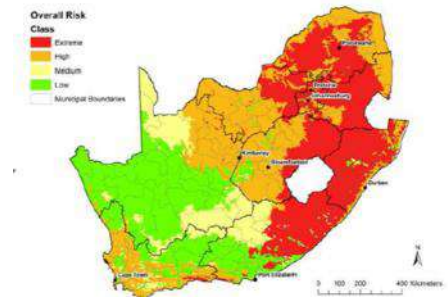 Overall Risk
Class
Extreme
High
Medium
Low
Municipal Boundaries
Polokwane
Pretoria
Johannesburg
Kimberley
Bloemfontein
Durban
Cape Town
Port Elizabeth
N
0 100 200 400 Kilometers